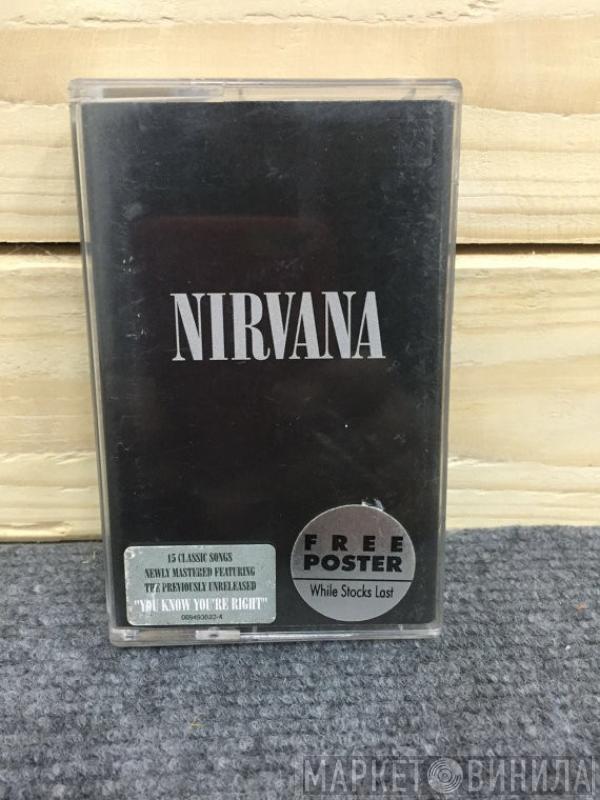 NIRVANA
15 CLASSIC SONGS
NEWLY MASTERED FEATURING
THE PREVIOUSLY UNRELEASED
"YOU KNOW YOU'RE RIGHT"
FREE
POSTER
While Stocks Last
МАРКЕТ ВИНИЛА